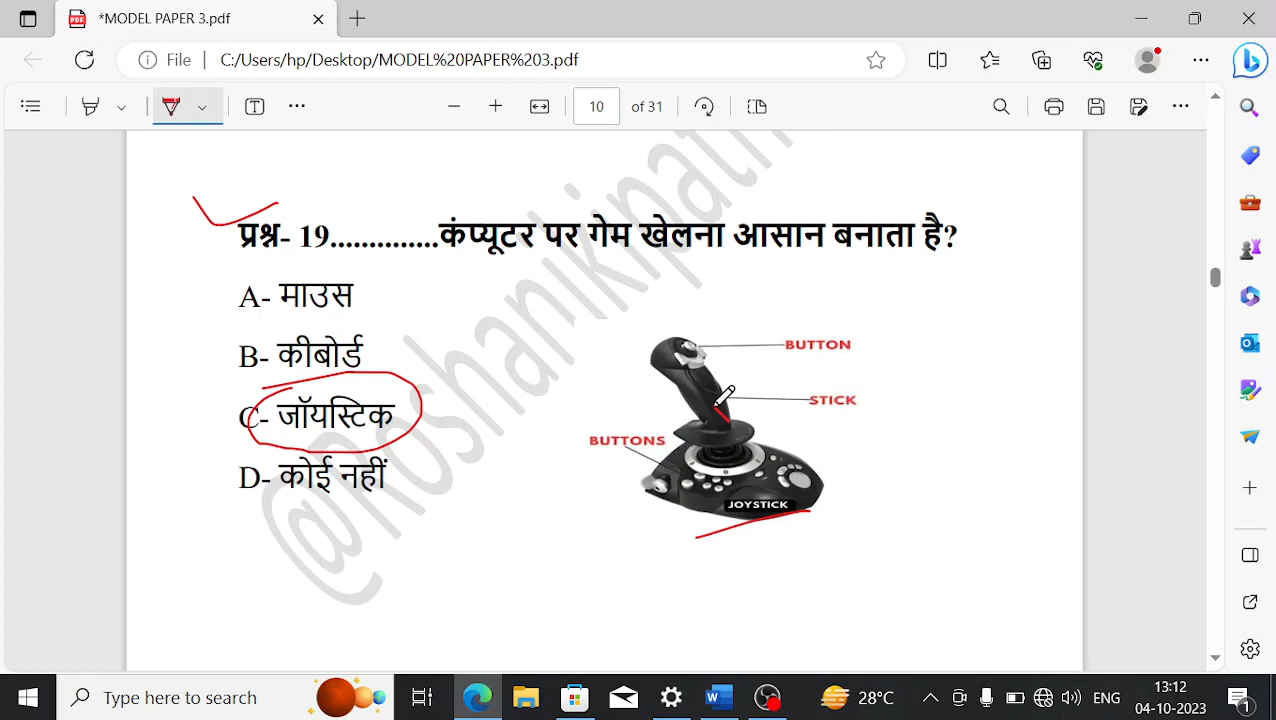 *MODEL PAPER 3.pdf
File C:/Users/hp/Desktop/MODEL%20PAPER%203.pdf
10 of 31
प्रश्न- 19..............कंप्यूटर पर गेम खेलना आसान बनाता है?
A- माउस
B- कीबोर्ड
C- जॉयस्टिक
D- कोई नहीं
BUTTON
STICK
BUTTONS
JOYSTICK
@Roshanikipath
Type here to search
28°C
ENG
13:12
04-10-2023